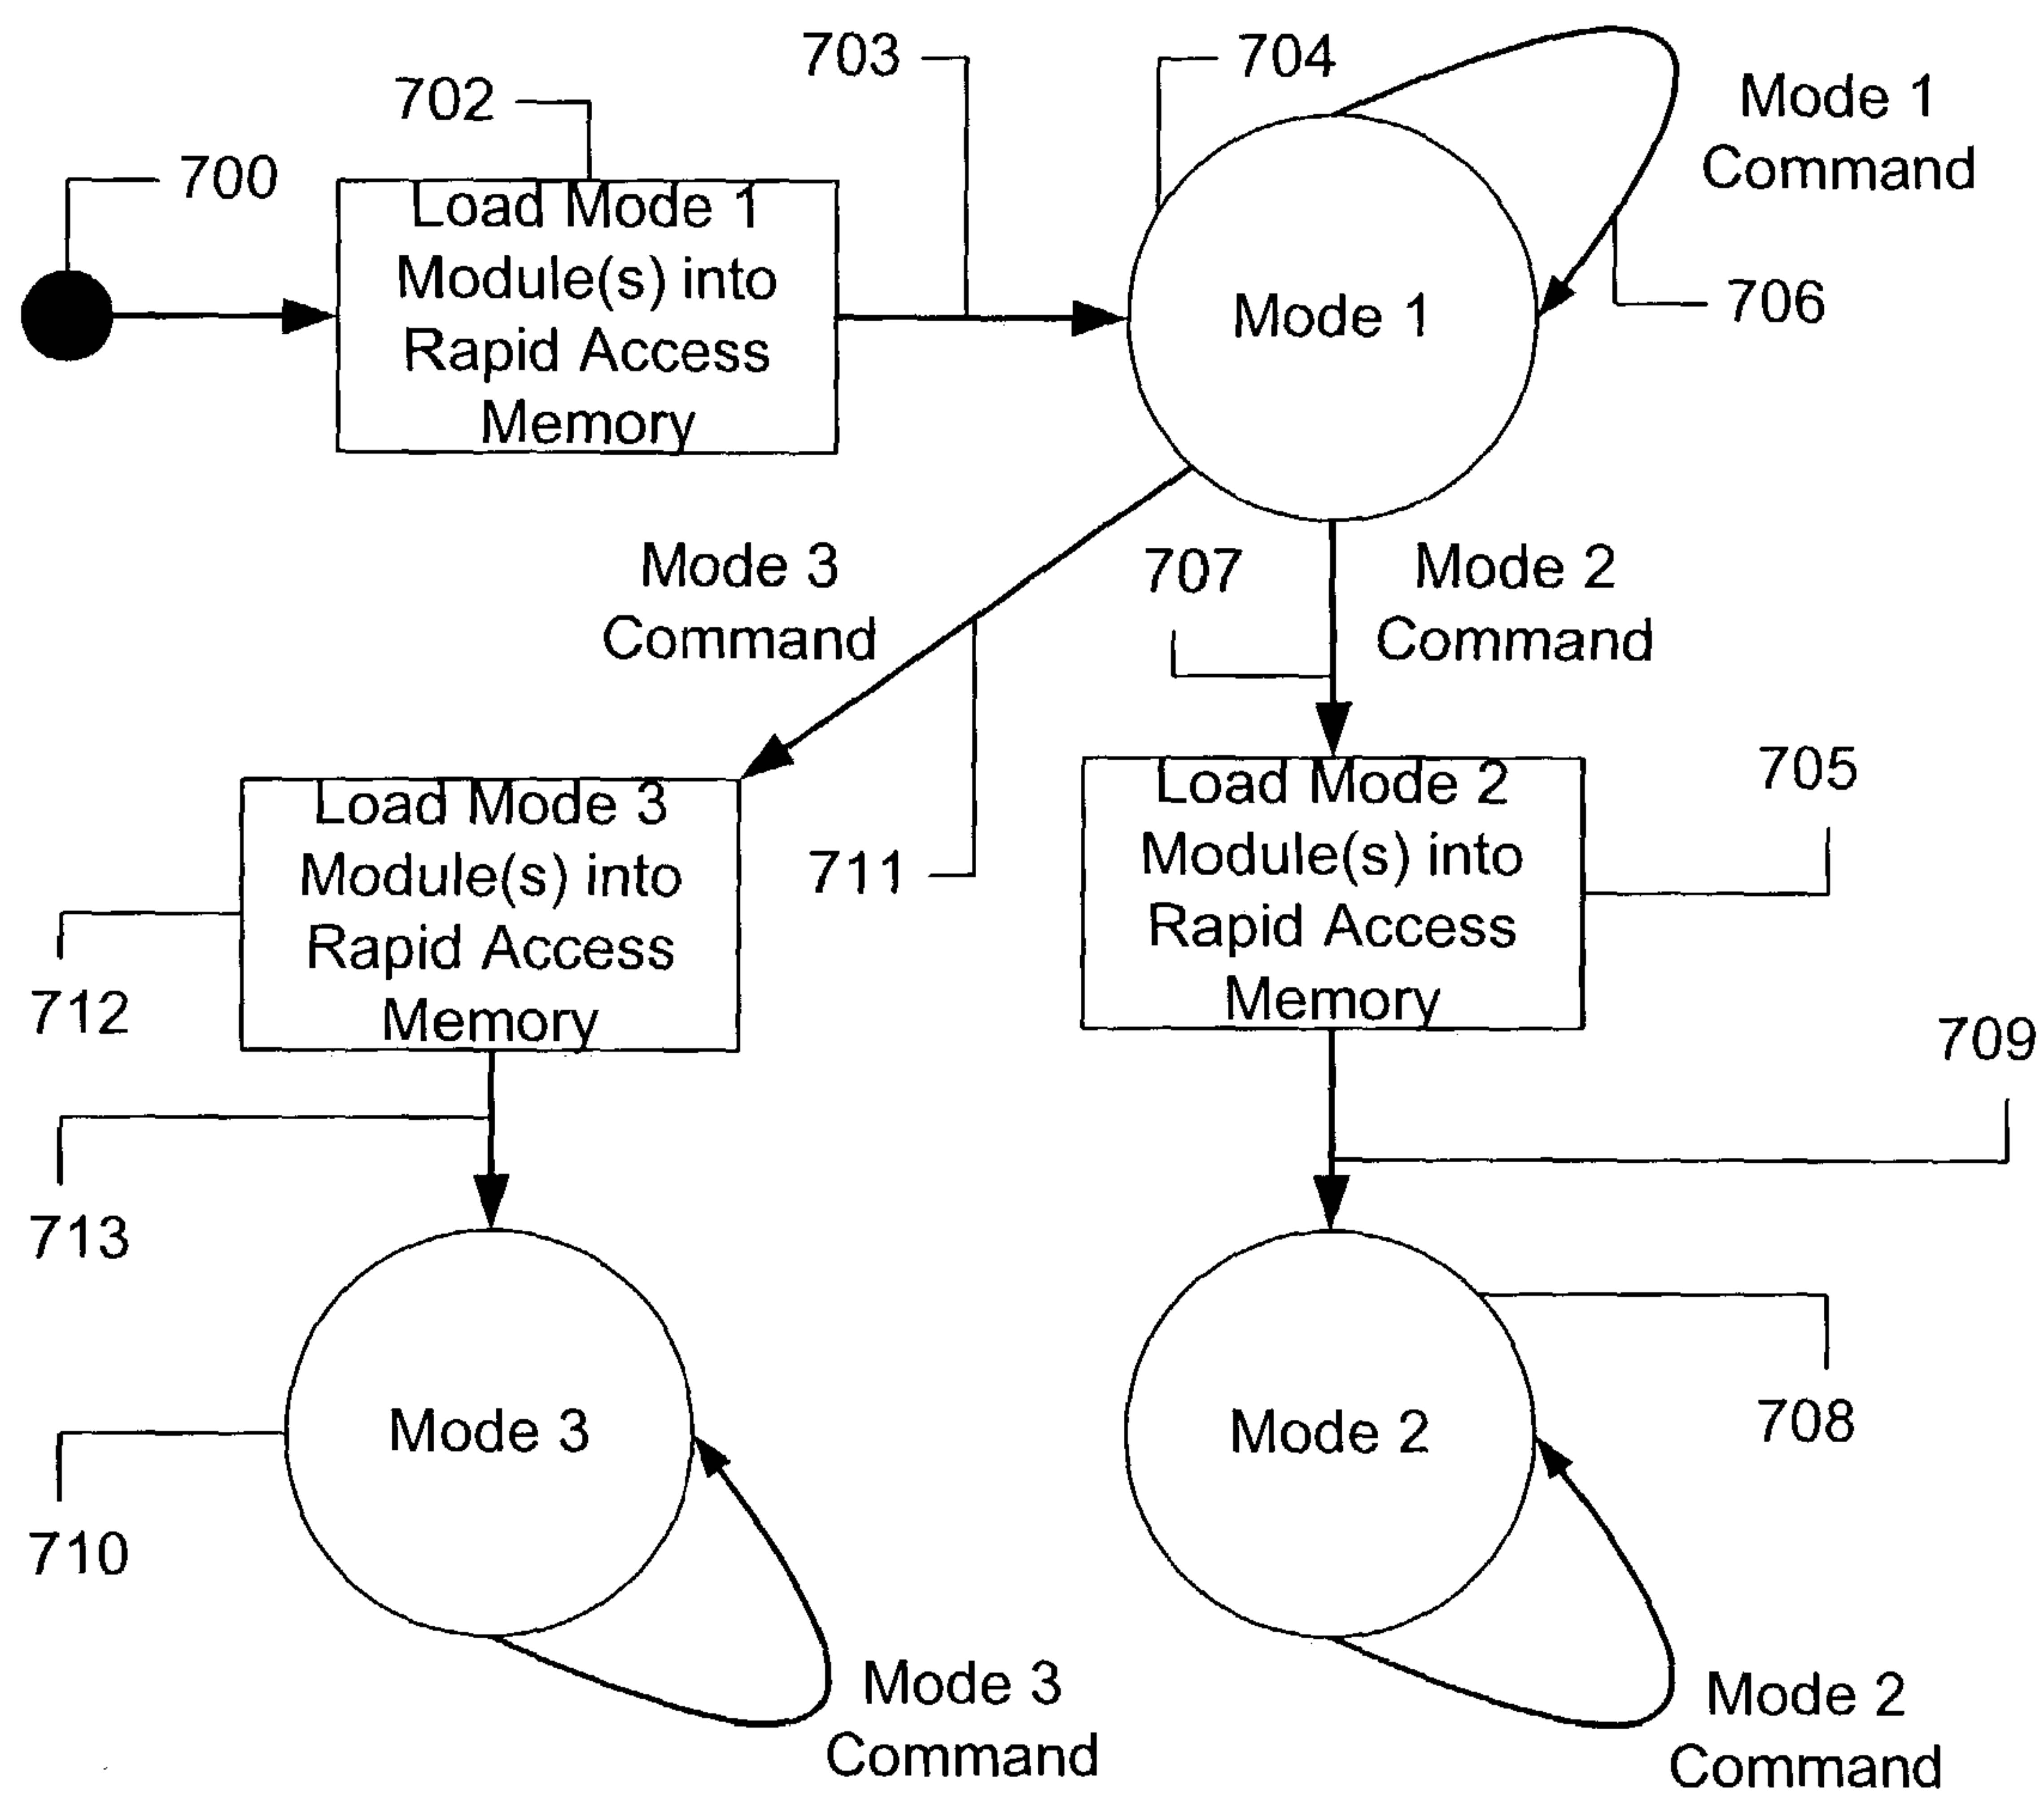 703
704
702
Mode 1
Command
700
Load Mode 1
Module(s) into
Rapid Access
Memory
Mode 1
706
Mode 3
Command
707
Mode 2
Command
705
Load Mode 3
Module(s) into
Rapid Access
Memory
711
Load Mode 2
Module(s) into
Rapid Access
Memory
712
709
713
Mode 3
Mode 2
708
710
Mode 3
Command
Mode 2
Command